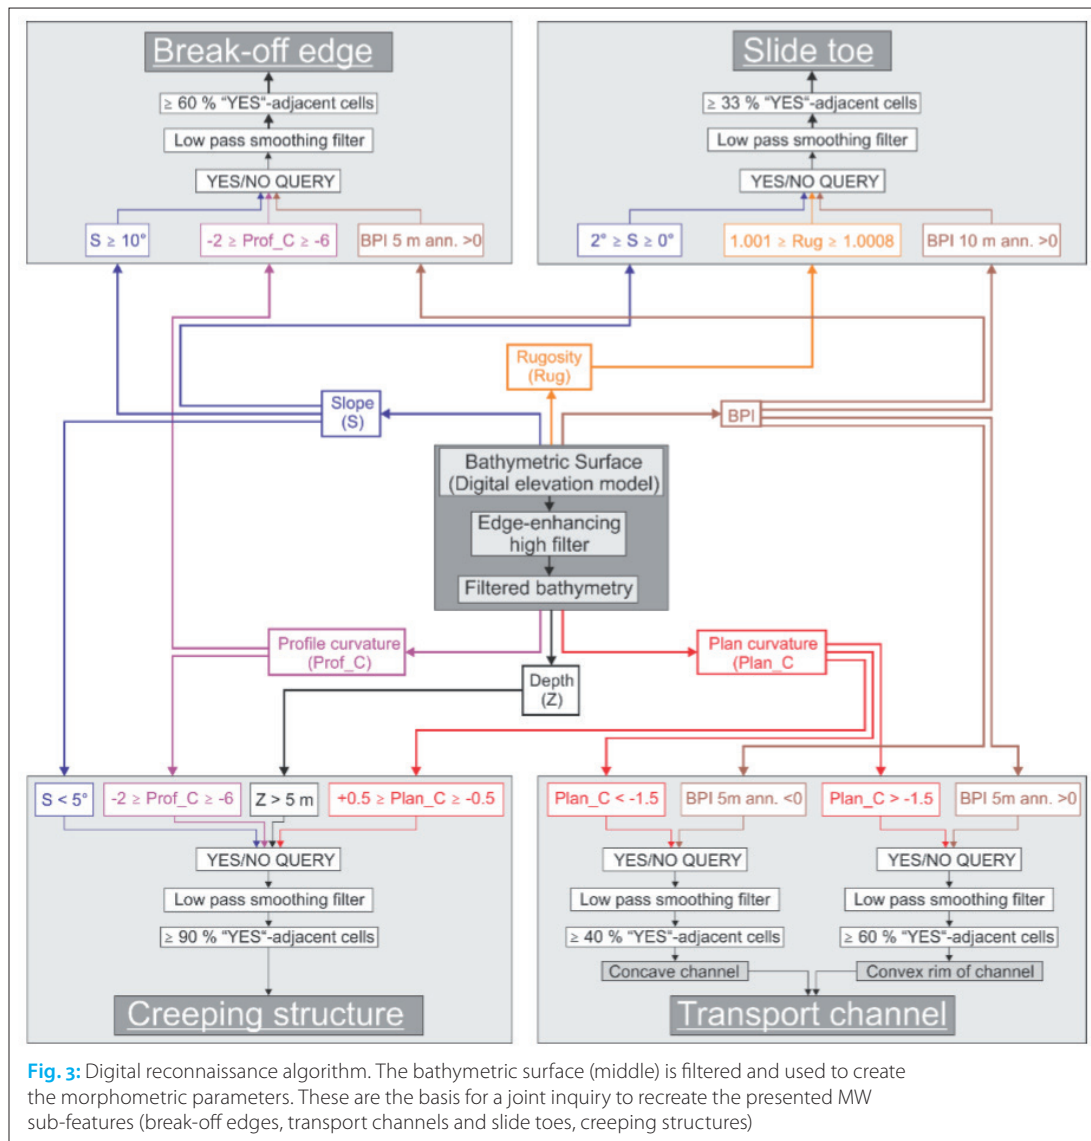 Break-off edge
≥ 60 % "YES"-adjacent cells
Low pass smoothing filter
YES/NO QUERY
S ≥ 10°
-2 ≥ Prof_C ≥ -6
BPI 5 m ann. >0
Slide toe
≥ 33 % "YES"-adjacent cells
Low pass smoothing filter
YES/NO QUERY
2° ≥ S ≥ 0°
1.001 ≥ Rug ≥ 1.0008
BPI 10 m ann. >0
Rugosity
(Rug)
Slope
(S)
BPI
Bathymetric Surface
(Digital elevation model)
Edge-enhancing
high filter
Filtered bathymetry
Profile curvature
(Prof_C)
Plan curvature
(Plan_C
Depth
(Z)
S < 5°
-2 ≥ Prof_C ≥ -6
Z > 5 m
+0.5 ≥ Plan_C ≥ -0.5
YES/NO QUERY
Low pass smoothing filter
≥ 90 % "YES"-adjacent cells
Creeping structure
Plan_C < -1.5
BPI 5m ann. <0
Plan_C > -1.5
BPI 5m ann. >0
YES/NO QUERY
YES/NO QUERY
Low pass smoothing filter
Low pass smoothing filter
≥ 40 % "YES"-adjacent cells
≥ 60 % "YES"-adjacent cells
Concave channel
Convex rim of channel
Transport channel
Fig. 3: Digital reconnaissance algorithm. The bathymetric surface (middle) is filtered and used to create
the morphometric parameters. These are the basis for a joint inquiry to recreate the presented MW
sub-features (break-off edges, transport channels and slide toes, creeping structures)